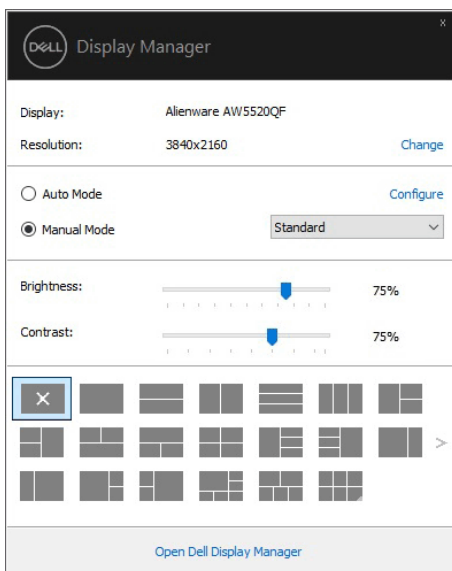 x
DELL Display Manager
Display: Alienware AW5520QF
Resolution: 3840x2160 Change
Auto Mode Configure
Manual Mode Standard
Brightness: 75%
Contrast: 75%
Open Dell Display Manager